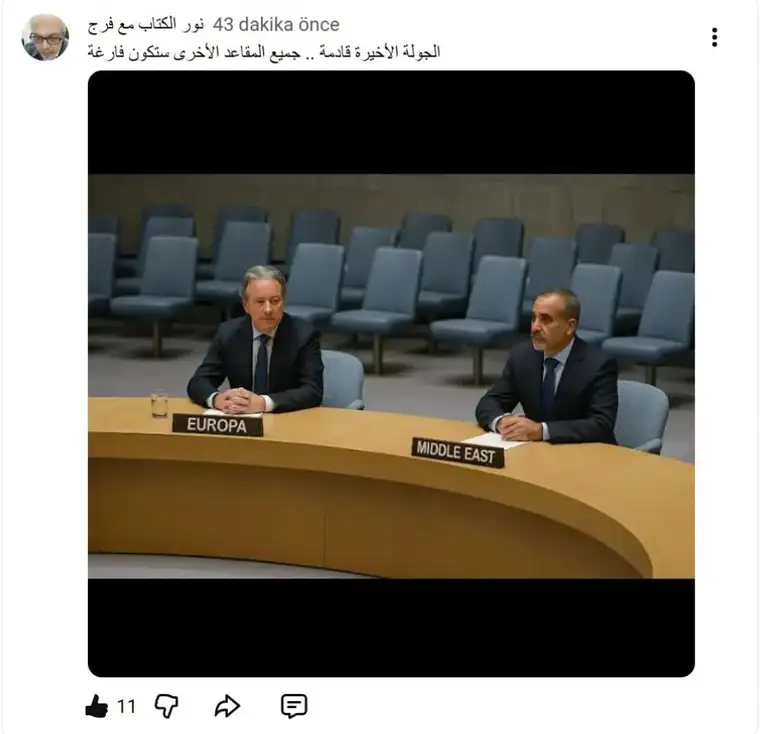 نور الكتاب مع فرج 43 dakika önce
الجولة الأخيرة قادمة .. جميع المقاعد الأخرى ستكون فارغة
EUROPA
MIDDLE EAST
11